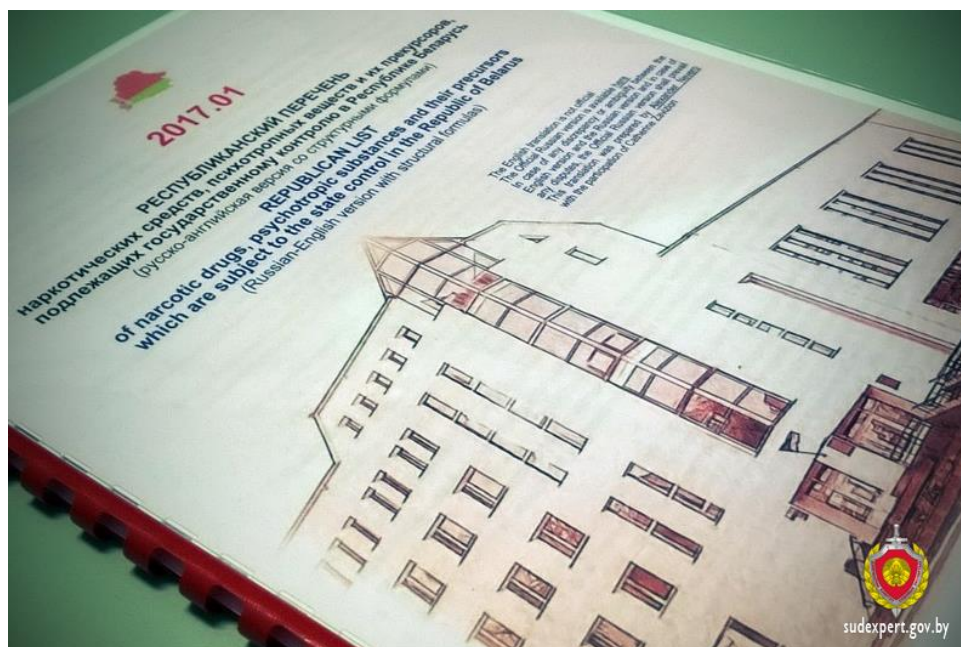 2017.01
РЕСПУБЛИКАНСКИЙ ПЕРЕЧЕНЬ
наркотических средств, психотропных веществ и их прекурсоров,
подлежащих государственному контролю в Республике Беларусь
(русско-английская версия со структурными формулами)
REPUBLICAN LIST
of narcotic drugs, psychotropic substances and their precursors
which are subject to the state control in the Republic of Belarus
(Russian-English version with structural formulas)
The English translation is not official
The Official Russian version is available
In case of any discrepancy or ambiguity between the
English version and the Russian version and in case of
any disputes, the Official Russian version shall prevail
This translation was prepared by
with the participation of Catherine
sudexpert.gov.by